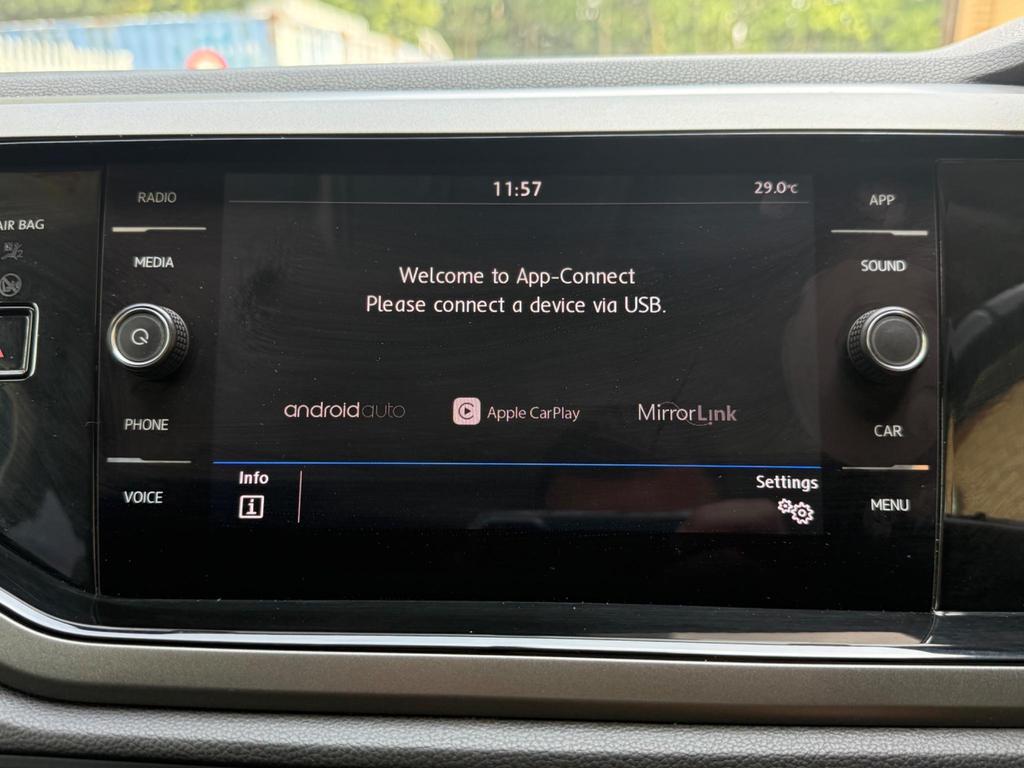 11:57
29.0°C
RADIO
APP
AIR BAG
MEDIA
SOUND
Welcome to App-Connect
Please connect a device via USB.
androidauto
Apple CarPlay
MirrorLink
PHONE
CAR
Info
Settings
VOICE
MENU